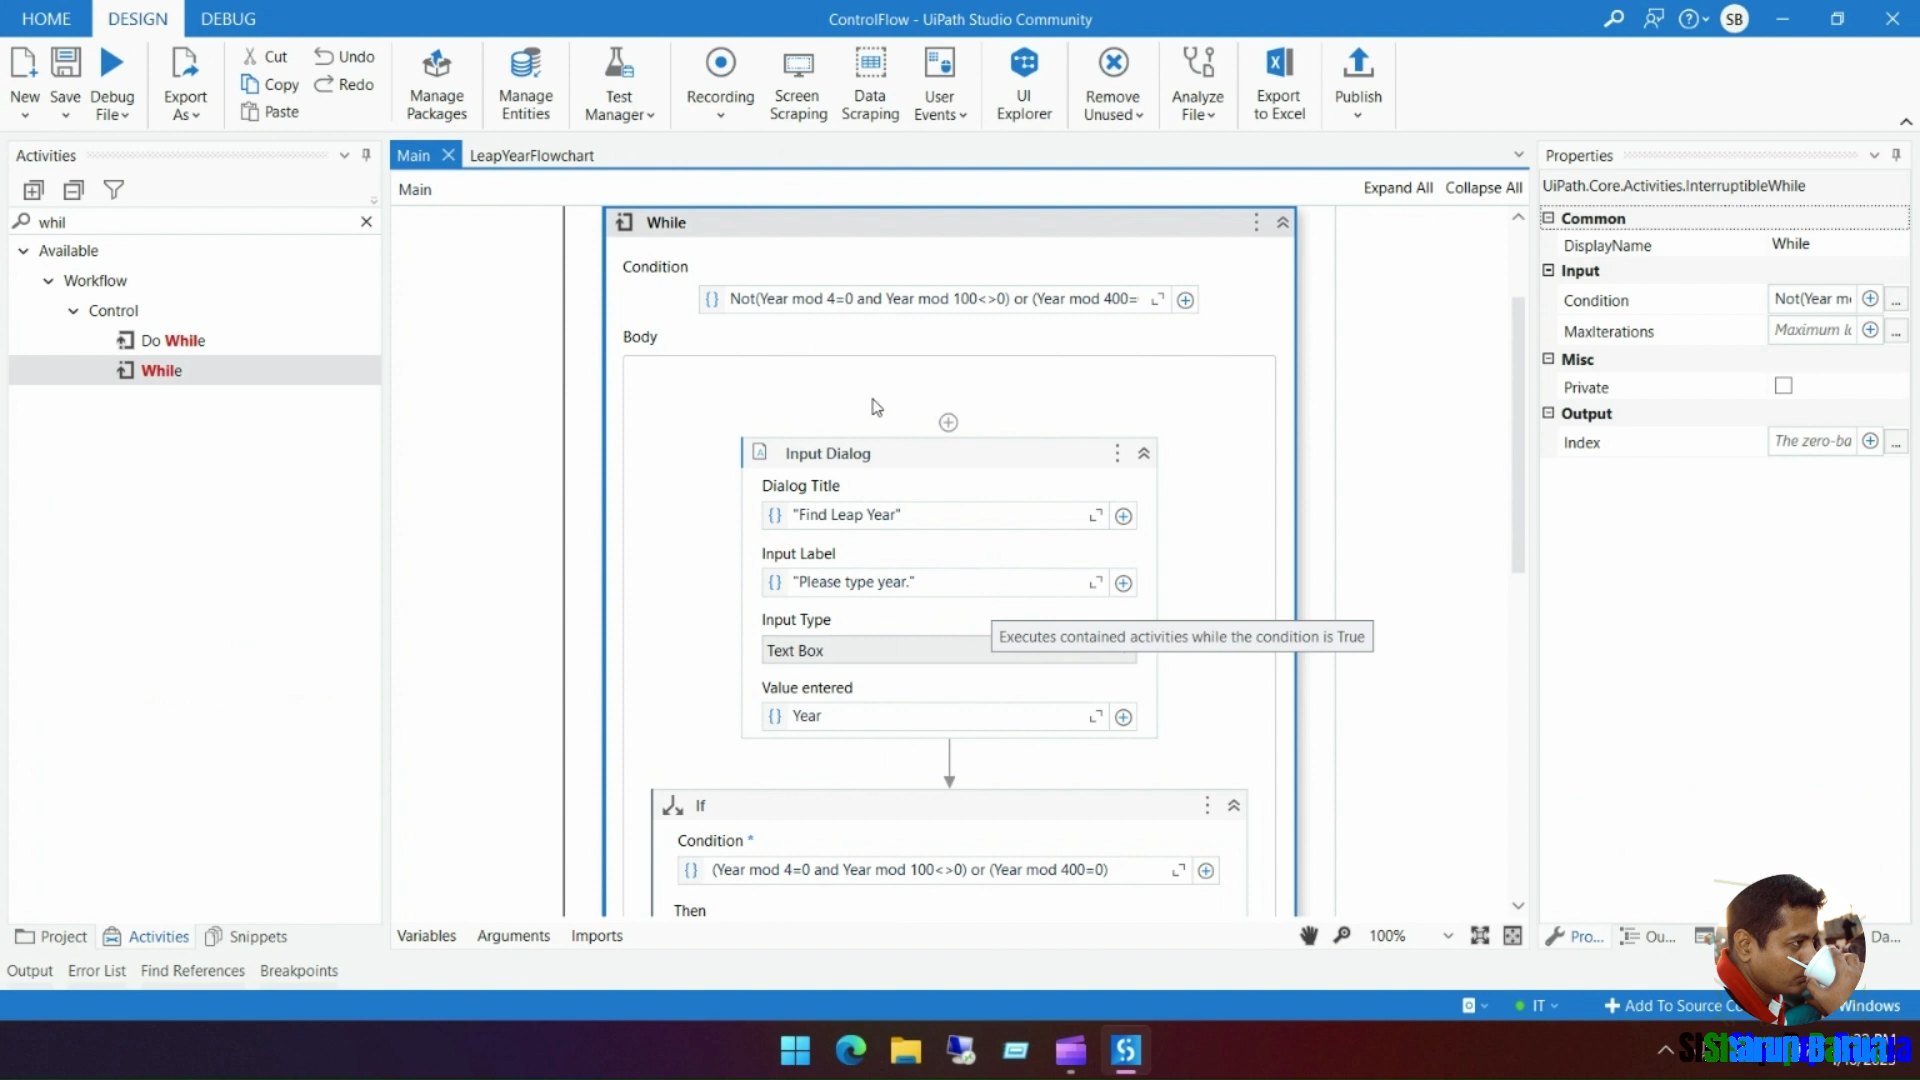 HOME DESIGN DEBUG ControlFlow - UiPath Studio Community SB
New Save Debug File Export As Cut Copy Paste Undo Redo Manage Packages Manage Entities Test Manager Recording Screen Scraping Data Scraping User Events UI Explorer Remove Unused Analyze File Export to Excel Publish
Activities
whil
Available
Workflow
Control
Do While
While
Main LeapYearFlowchart
Main Expand All Collapse All
While
Condition
Not(Year mod 4=0 and Year mod 100<>0) or (Year mod 400=
Body
Input Dialog
Dialog Title
"Find Leap Year"
Input Label
"Please type year."
Input Type
Executes contained activities while the condition is True
Text Box
Value entered
Year
If
Condition *
(Year mod 4=0 and Year mod 100<>0) or (Year mod 400=0)
Then
Properties
UiPath.Core.Activities.InterruptibleWhile
Common
DisplayName While
Input
Condition Not(Year m
MaxIterations Maximum
Misc
Private
Output
Index The zero-ba
Project Activities Snippets
Variables Arguments Imports 100%
Pro... Ou... Da...
Output Error List Find References Breakpoints
IT Add To Source Windows